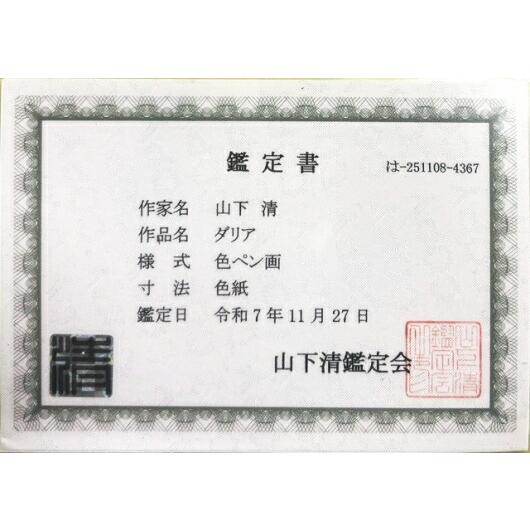 鑑定書
は-251108-4367
作家名 山下 清
作品名 ダリア
様 式 色ペン画
寸 法 色紙
鑑定日 令和7年11月27日
清
山下清鑑定会